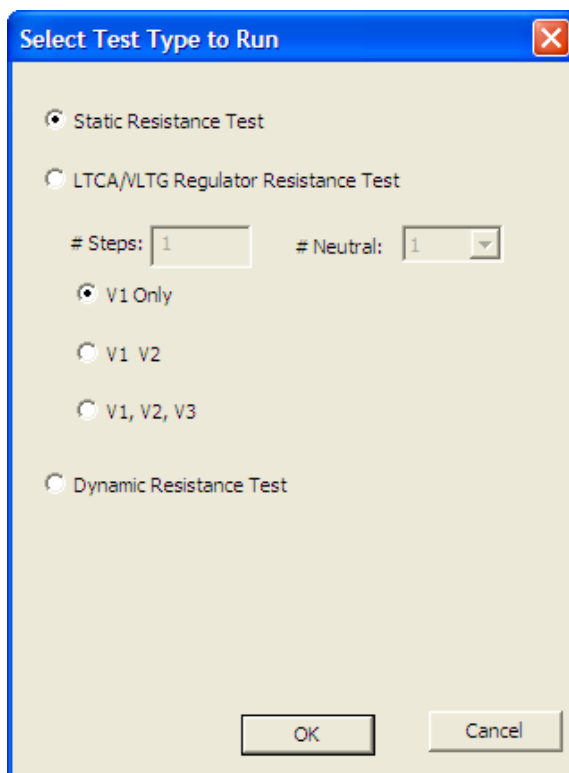 Select Test Type to Run
Static Resistance Test
LTCA/VLTG Regulator Resistance Test
# Steps: 1 # Neutral: 1
V1 Only
V1 V2
V1, V2, V3
Dynamic Resistance Test
OK Cancel